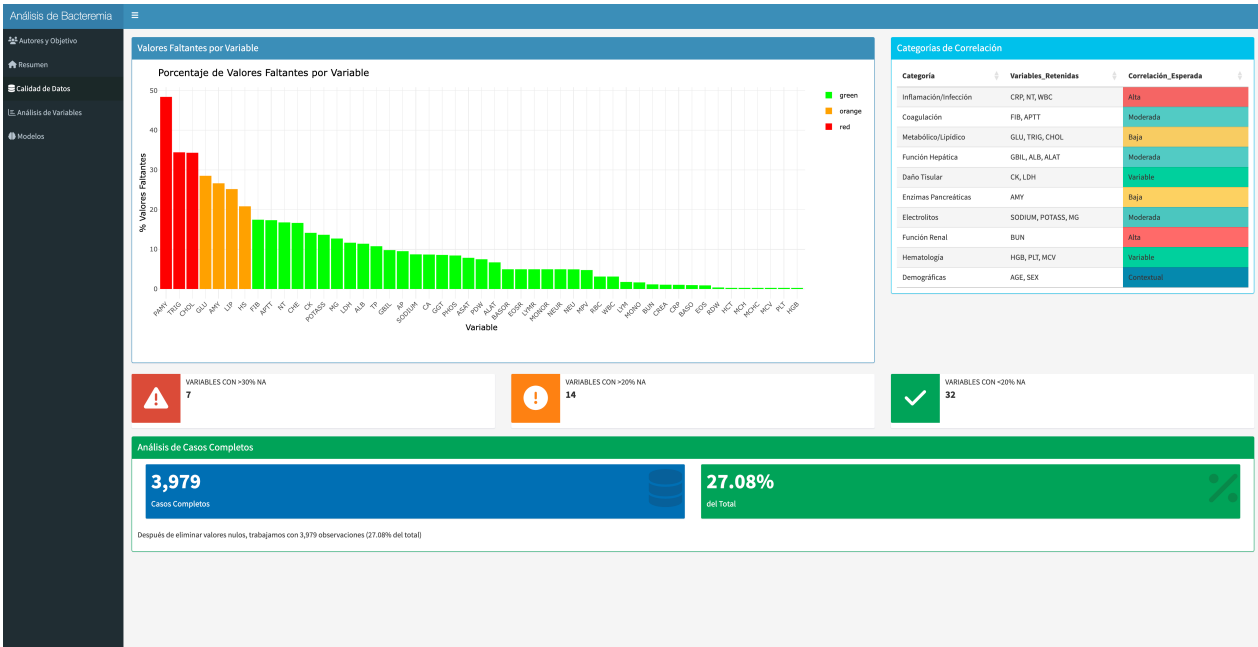 Análisis de Bacteremia
Autores y Objetivo
Resumen
Calidad de Datos
Análisis de Variables
Modelos
Valores Faltantes por Variable
Porcentaje de Valores Faltantes por Variable
% Valores Faltantes
50
40
30
20
10
0
PAMY TRIG CHOL GLU AMY LIP HS FIB APTT NT CHE CK POTASS MG LDH ALB TP GBIL AP SODIUM CA GGT PHOS ASAT PDW ALAT BASOR EOSR LYMR MONOR NEUR NEU MPV RBC WBC LYM MONO BUN CREA CRP BASO EOS RDW HCT MCH MCHC MCV PLT HGB
Variable
green
orange
red
Categorías de Correlación
Categoría Variables_Retenidas Correlación_Esperada
Inflamación/Infección CRP, NT, WBC Alta
Coagulación FIB, APTT Moderada
Metabólico/Lipídico GLU, TRIG, CHOL Baja
Función Hepática GBIL, ALB, ALAT Moderada
Daño Tisular CK, LDH Variable
Enzimas Pancreáticas AMY Baja
Electrolitos SODIUM, POTASS, MG Moderada
Función Renal BUN Alta
Hematología HGB, PLT, MCV Variable
Demográficas AGE, SEX Contextual
VARIABLES CON >30% NA
7
VARIABLES CON >20% NA
14
VARIABLES CON <20% NA
32
Análisis de Casos Completos
3,979
Casos Completos
27.08%
del Total
Después de eliminar valores nulos, trabajamos con 3,979 observaciones (27.08% del total)